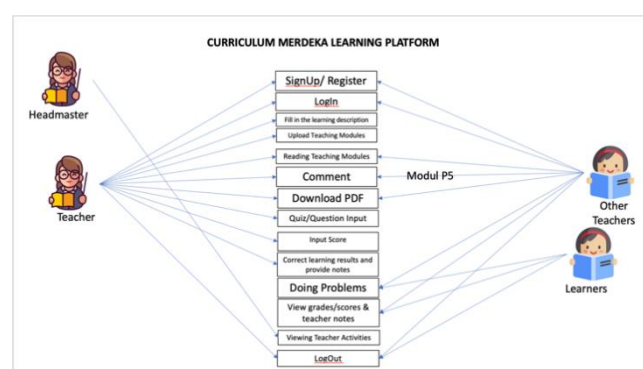 CURRICULUM MERDEKA LEARNING PLATFORM
Headmaster
Teacher
SignUp/ Register
LogIn
Fill in the learning description
Upload Teaching Modules
Reading Teaching Modules
Comment
Modul P5
Download PDF
Quiz/Question Input
Input Score
Correct learning results and
provide notes
Doing Problems
View grades/scores &
teacher notes
Viewing Teacher Activities
LogOut
Other
Teachers
Learners